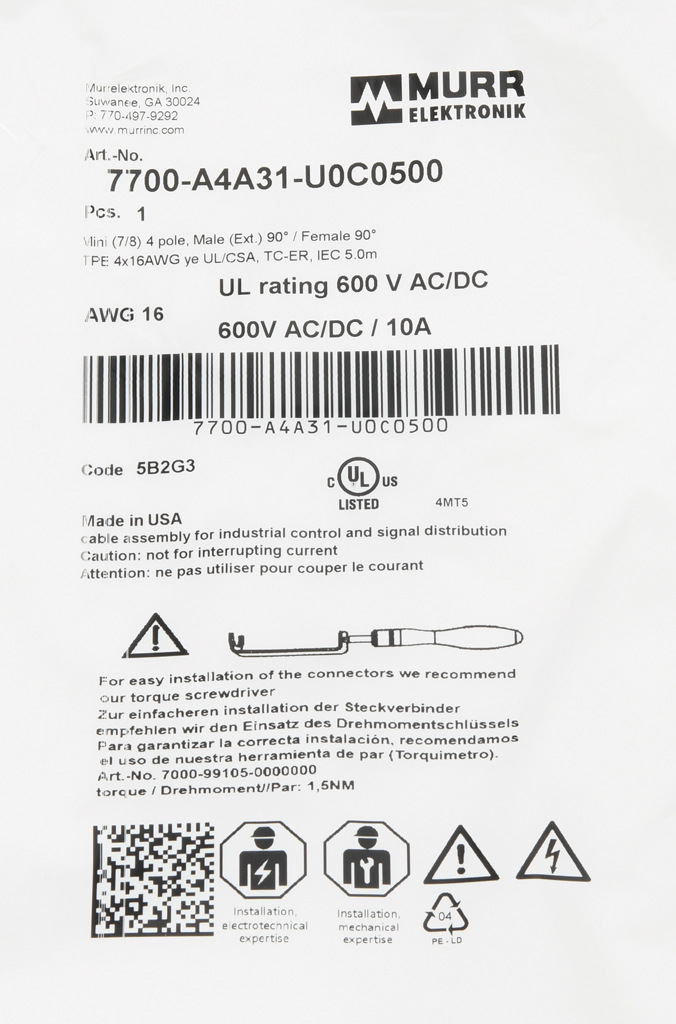 Murrelektronik, Inc.
Suwanee, GA 30024
P: 770-497-9292
www.murrinc.com
MURR
ELEKTRONIK
Art.-No.
7700-A4A31-U0C0500
Pcs. 1
Mini (7/8) 4 pole, Male (Ext.) 90° / Female 90°
TPE 4x16AWG ye UL/CSA, TC-ER, IEC 5.0m
UL rating 600 V AC/DC
AWG 16
600V AC/DC / 10A
7700-A4A31-U0C0500
Code 5B2G3
C UL US
LISTED
4MT5
Made in USA
cable assembly for industrial control and signal distribution
Caution: not for interrupting current
Attention: ne pas utiliser pour couper le courant
For easy installation of the connectors we recommend
our torque screwdriver
Zur einfacheren installation der Steckverbinder
empfehlen wir den Einsatz des Drehmomentschlüssels
Para garantizar la correcta instalación, recomendamos
el uso de nuestra herramienta de par (Torquimetro).
Art.-No. 7000-99105-0000000
torque / Drehmoment//Par: 1,5NM
Installation,
electrotechnical
expertise
Installation,
mechanical
expertise
04
PE-LD